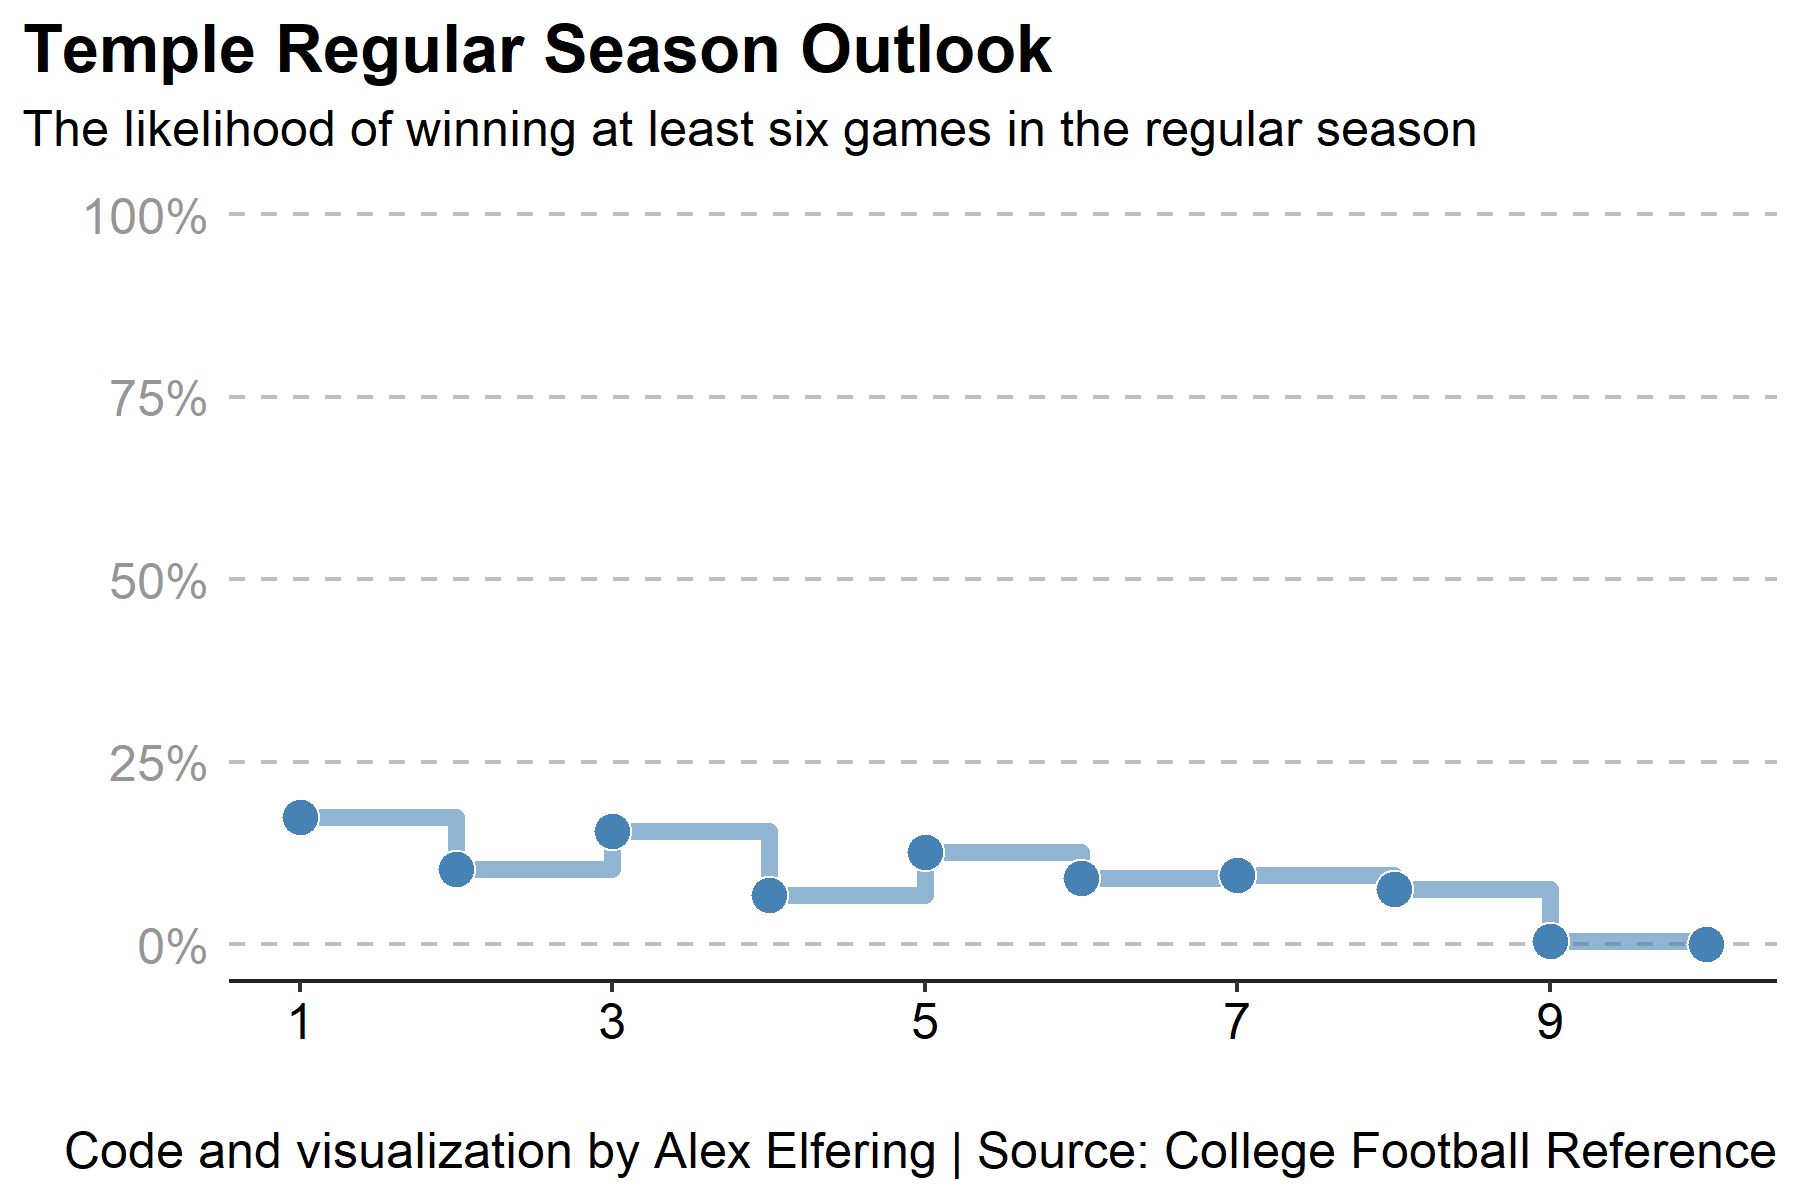 Temple Regular Season Outlook
The likelihood of winning at least six games in the regular season
100%
75%
50%
25%
0%
1 3 5 7 9
Code and visualization by Alex Elfering | Source: College Football Reference